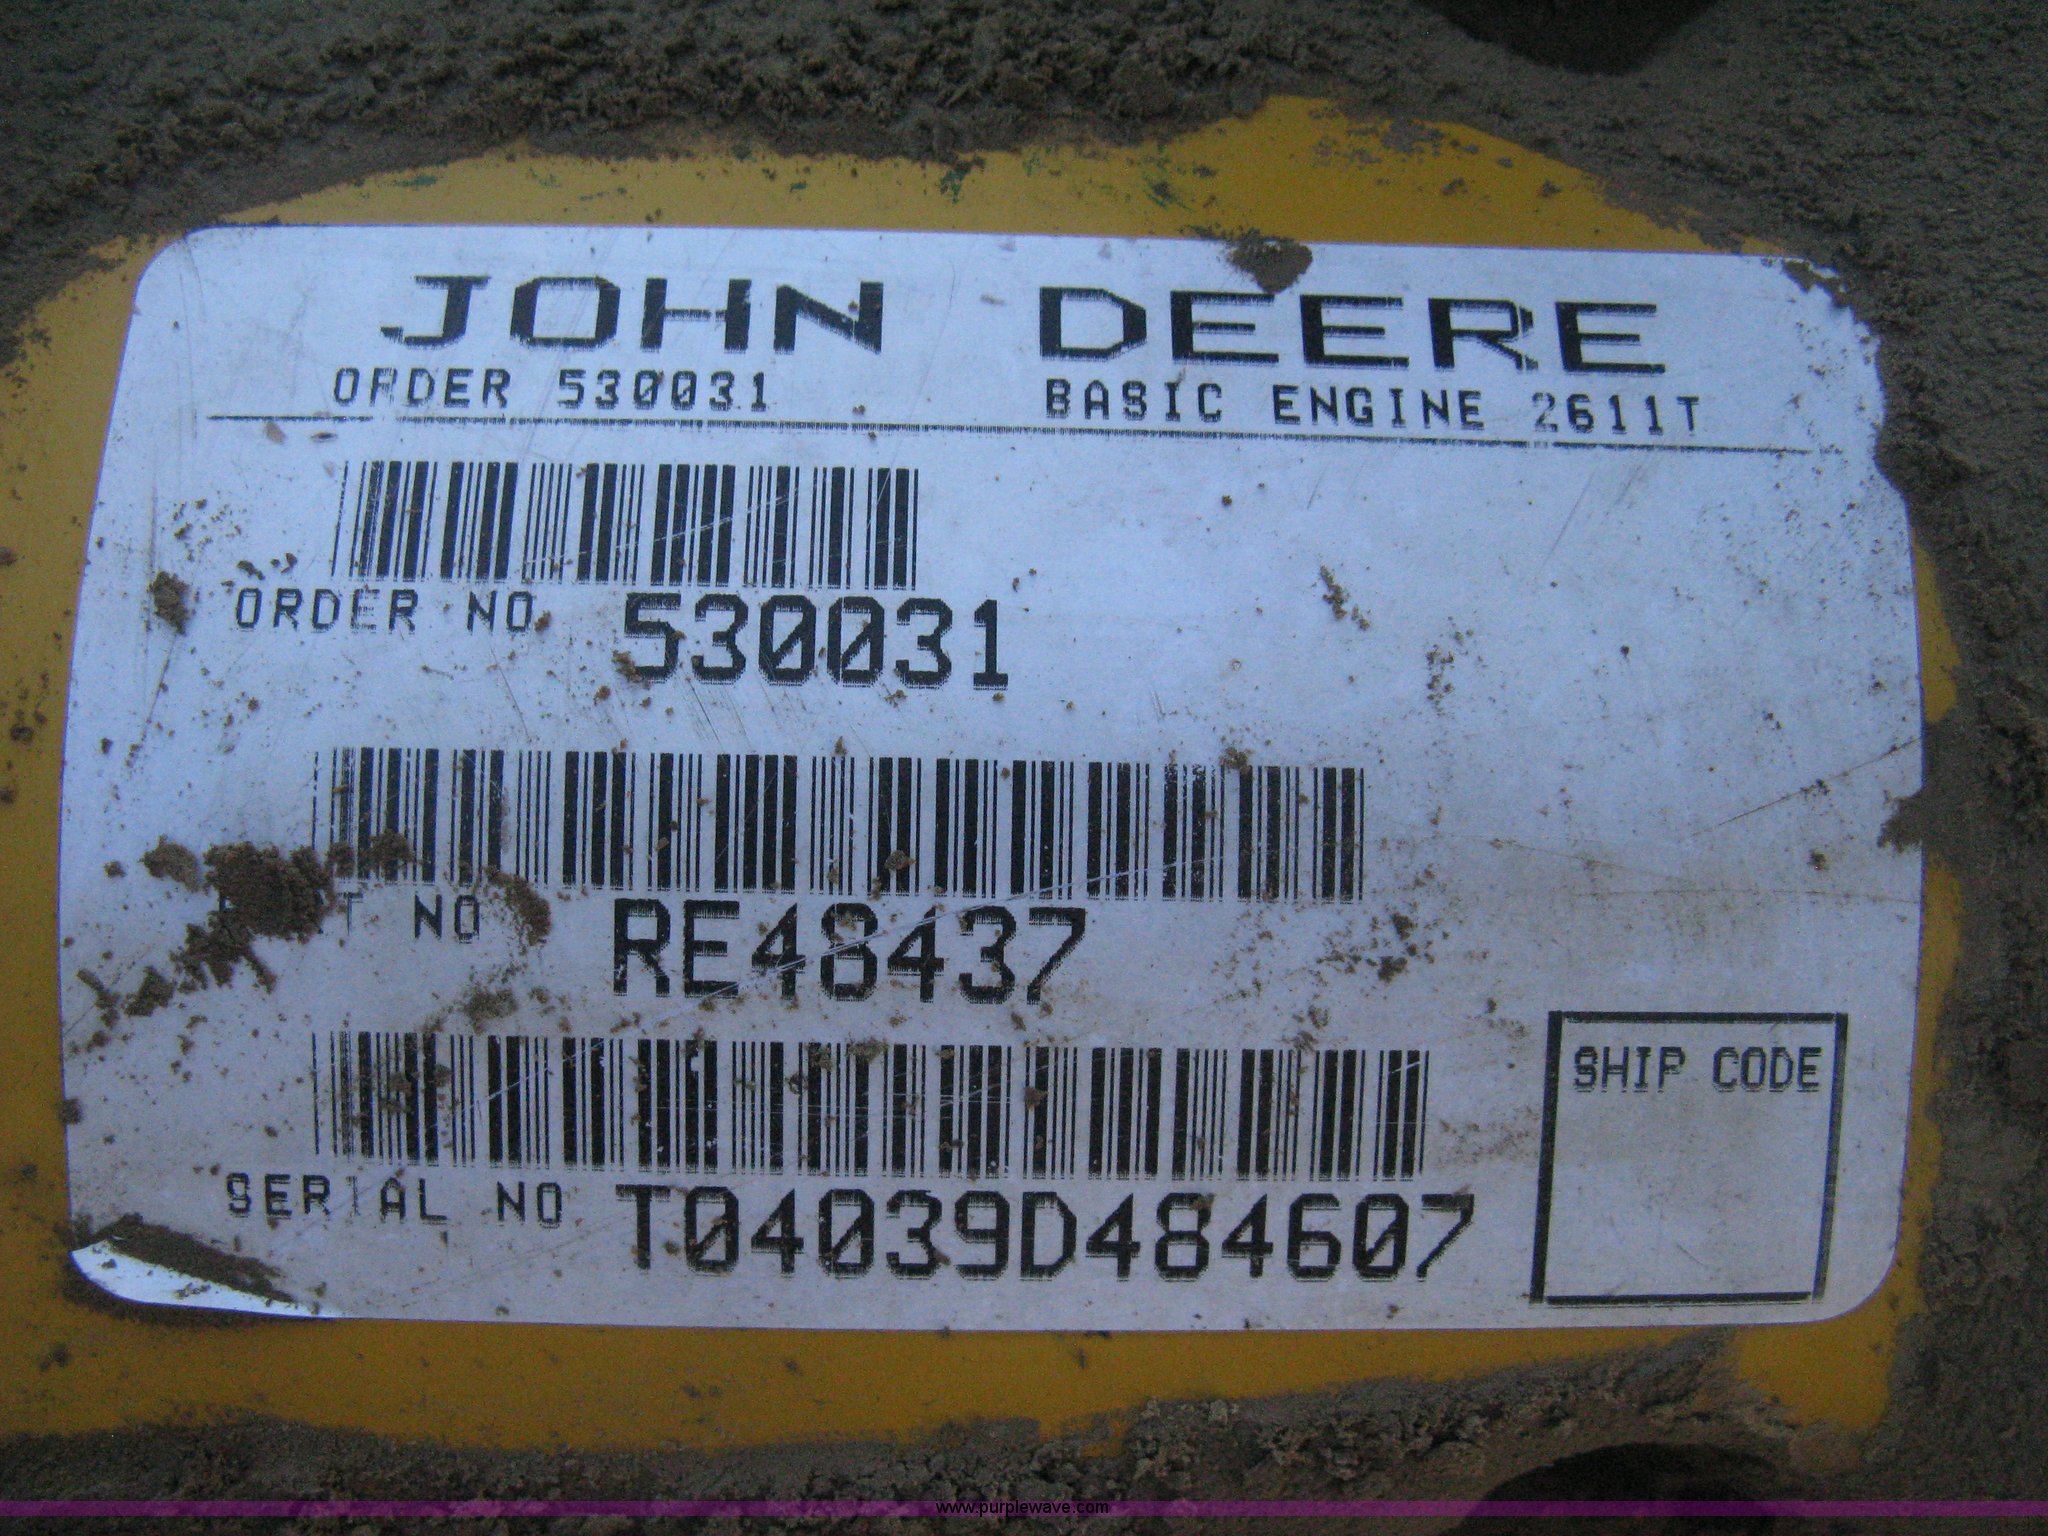 JOHN DEERE
ORDER 530031 BASIC ENGINE 2611T
ORDER NO 530031
NO RE48437
SHIP CODE
SERIAL NO T04039D484607
www.purplewave.com